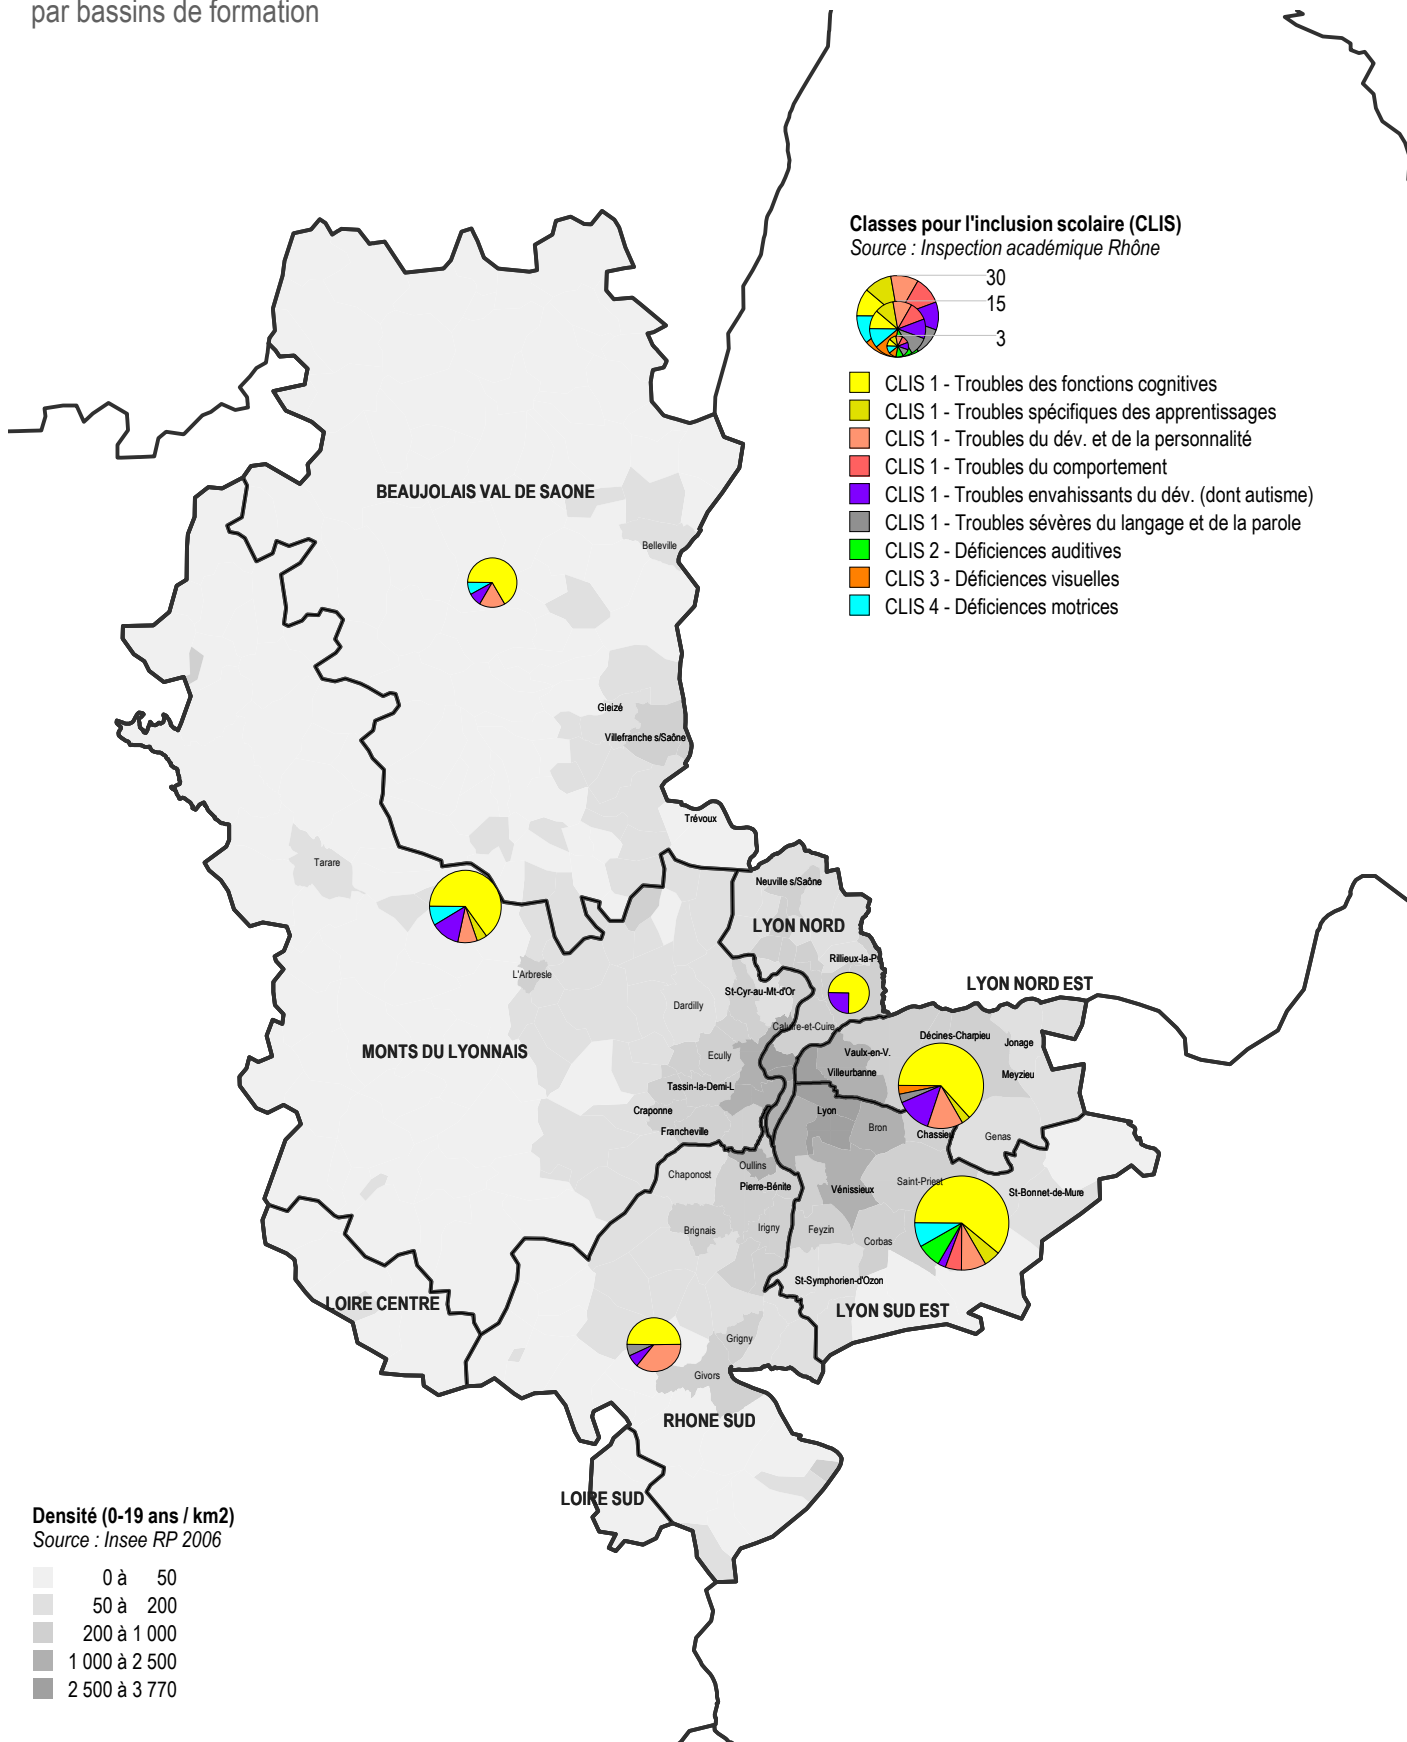 par bassins de formation
Classes pour l'inclusion scolaire (CLIS)
Source : Inspection académique Rhône
30
15
3
CLIS 1 - Troubles des fonctions cognitives
CLIS 1 - Troubles spécifiques des apprentissages
CLIS 1 - Troubles du dév. et de la personnalité
CLIS 1 - Troubles du comportement
CLIS 1 - Troubles envahissants du dév. (dont autisme)
CLIS 1 - Troubles sévères du langage et de la parole
CLIS 2 - Déficiences auditives
CLIS 3 - Déficiences visuelles
CLIS 4 - Déficiences motrices
BEAUJOLAIS VAL DE SAONE
Belleville
Gleizé
Villefranche s/Saône
Trévoux
Tarare
Neuville s/Saône
LYON NORD
Rillieux-la-P
L'Arbresle
St-Cyr-au-Mt-d'Or
LYON NORD EST
Dardilly
Caluire-et-Cuire
Décines-Charpieu
Jonage
MONTS DU LYONNAIS
Ecully
Vaulx-en-V.
Villeurbanne
Meyzieu
Tassin-la-Demi-L
Craponne
Lyon
Francheville
Bron
Chassieu
Genas
Oullins
Chaponost
Pierre-Bénite
Vénissieux
Saint-Priest
St-Bonnet-de-Mure
Brignais
Irigny
Feyzin
Corbas
St-Symphorien-d'Ozon
LOIRE CENTRE
LYON SUD EST
Grigny
Givors
RHONE SUD
LOIRE SUD
Densité (0-19 ans / km2)
Source : Insee RP 2006
0 à 50
50 à 200
200 à 1 000
1 000 à 2 500
2 500 à 3 770